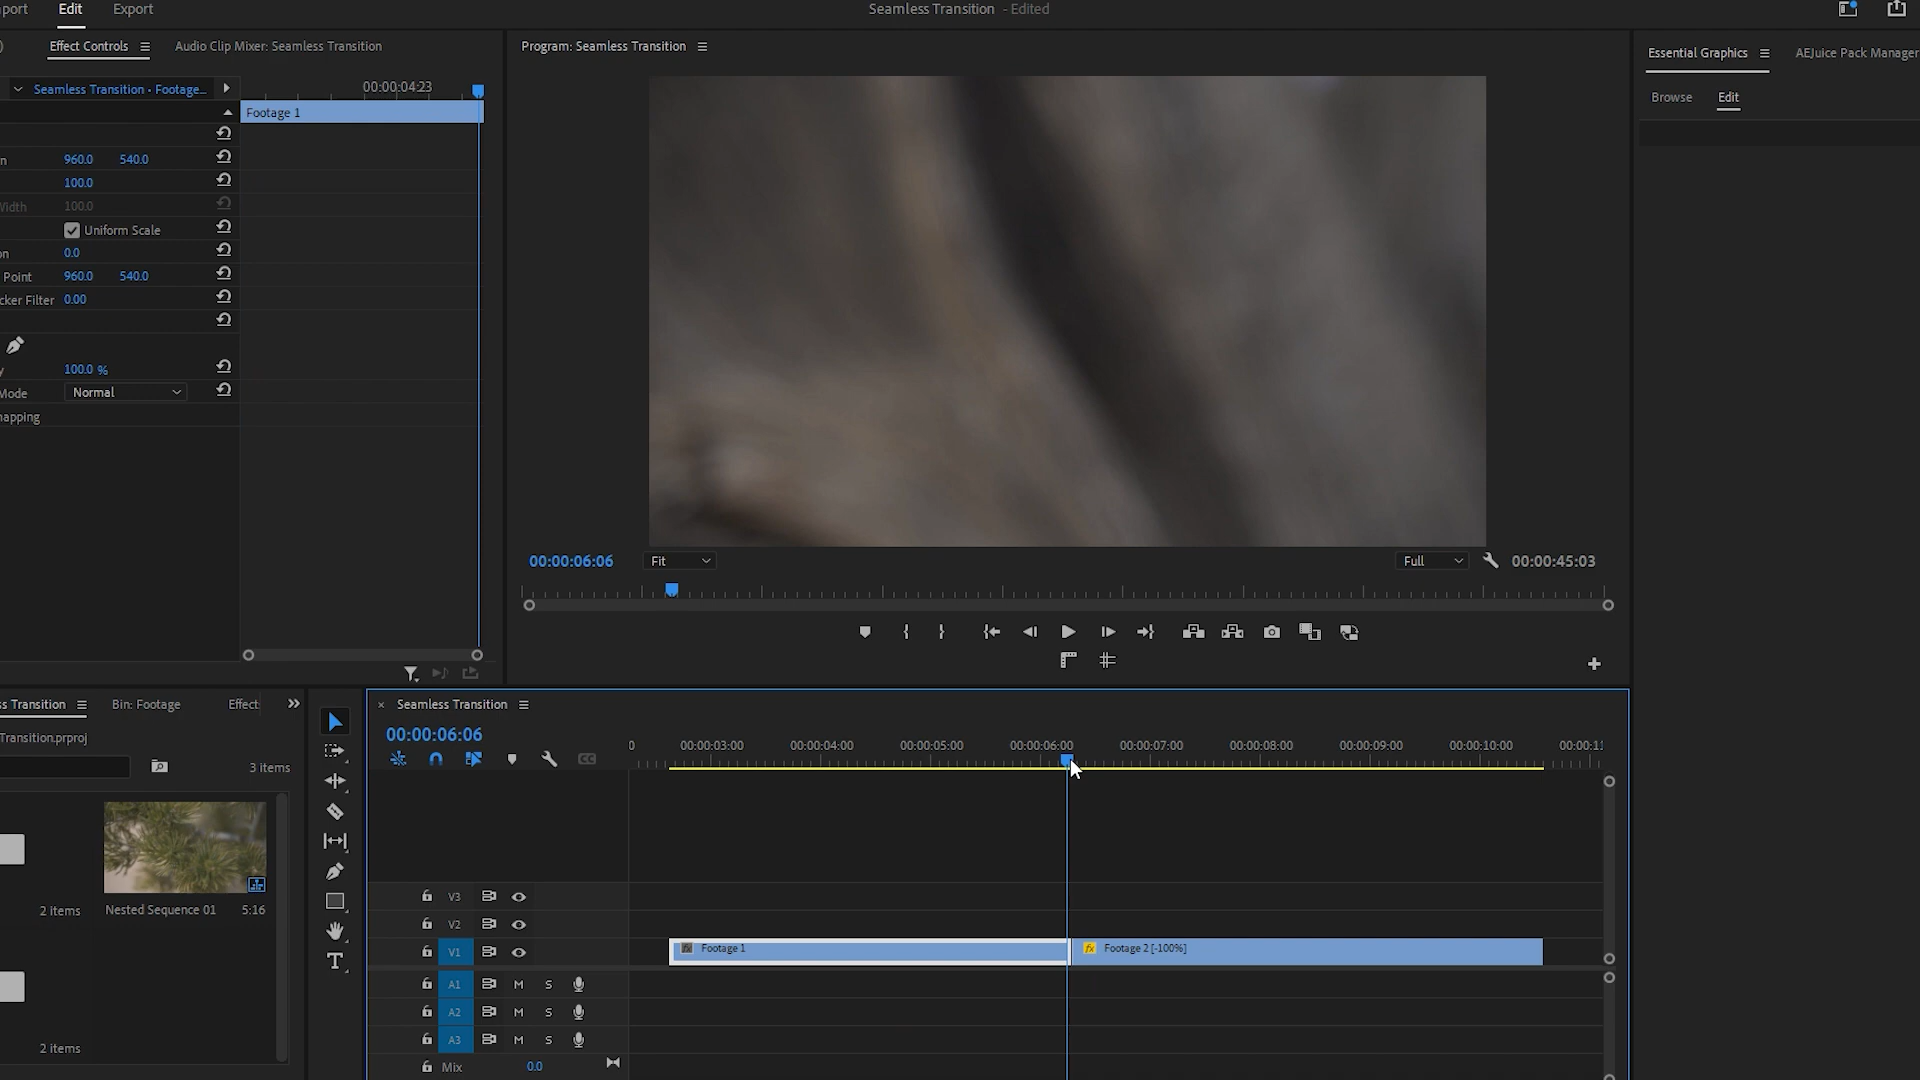 port
Edit
Export
Seamless Transition - Edited
Effect Controls
Audio Clip Mixer: Seamless Transition
Program: Seamless Transition
Essential Graphics
AEJuice Pack Manager
Browse
Edit
Seamless Transition • Footage...
00:00:04:23
Footage 1
n 960.0 540.0
100.0
Width 100.0
Uniform Scale
on 0.0
Point 960.0 540.0
cker Filter 0.00
y 100.0 %
Mode Normal
mapping
00:00:06:06
Fit
Full
00:00:45:03
ss Transition
Bin: Footage
Effect
Transition.prproj
3 items
2 items
Nested Sequence 01 5:16
2 items
× Seamless Transition
00:00:06:06
0 00:00:03:00 00:00:04:00 00:00:05:00 00:00:06:00 00:00:07:00 00:00:08:00 00:00:09:00 00:00:10:00 00:00:11:
V3
V2
V1
fx Footage 1
fx Footage 2 [-100%]
A1 M S
A2 M S
A3 M S
Mix 0.0